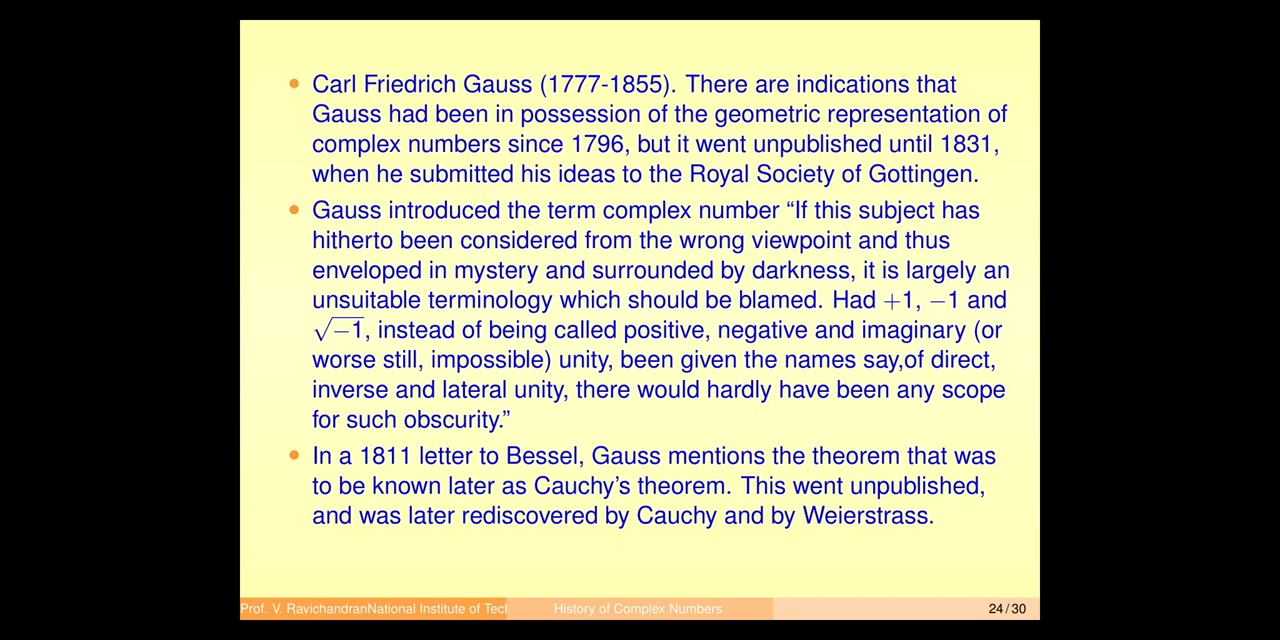 • Carl Friedrich Gauss (1777-1855). There are indications that
Gauss had been in possession of the geometric representation of
complex numbers since 1796, but it went unpublished until 1831,
when he submitted his ideas to the Royal Society of Gottingen.
• Gauss introduced the term complex number “If this subject has
hitherto been considered from the wrong viewpoint and thus
enveloped in mystery and surrounded by darkness, it is largely an
unsuitable terminology which should be blamed. Had +1, −1 and
√−1, instead of being called positive, negative and imaginary (or
worse still, impossible) unity, been given the names say,of direct,
inverse and lateral unity, there would hardly have been any scope
for such obscurity.”
• In a 1811 letter to Bessel, Gauss mentions the theorem that was
to be known later as Cauchy’s theorem. This went unpublished,
and was later rediscovered by Cauchy and by Weierstrass.
Prof. V. RavichandranNational Institute of Tecl History of Complex Numbers 24 / 30